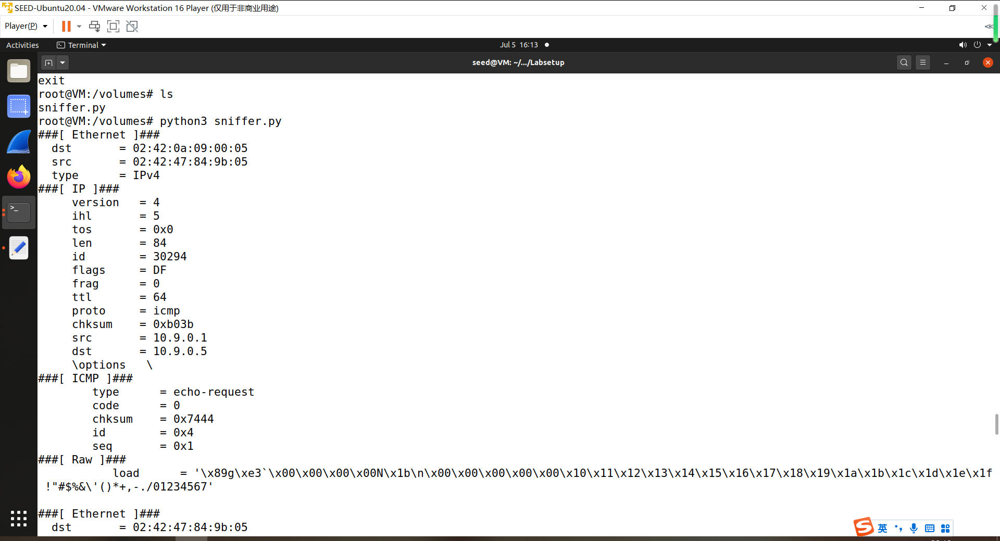 SEED-Ubuntu20.04 - VMware Workstation 16 Player (仅用于非商业用途)
Player(P)
Activities Terminal Jul 5 16:13
seed@VM: ~/.../Labsetup
exit
root@VM:/volumes# ls
sniffer.py
root@VM:/volumes# python3 sniffer.py
###[ Ethernet ]###
  dst       = 02:42:0a:09:00:05
  src       = 02:42:47:84:9b:05
  type      = IPv4
###[ IP ]###
     version   = 4
     ihl       = 5
     tos       = 0x0
     len       = 84
     id        = 30294
     flags     = DF
     frag      = 0
     ttl       = 64
     proto     = icmp
     chksum    = 0xb03b
     src       = 10.9.0.1
     dst       = 10.9.0.5
     \options   \
###[ ICMP ]###
        type      = echo-request
        code      = 0
        chksum    = 0x7444
        id        = 0x4
        seq       = 0x1
###[ Raw ]###
           load      = '\x89g\xe3`\x00\x00\x00\x00N\x1b\n\x00\x00\x00\x00\x00\x10\x11\x12\x13\x14\x15\x16\x17\x18\x19\x1a\x1b\x1c\x1d\x1e\x1f
 !"#$%&\'()*+,-./01234567'
###[ Ethernet ]###
  dst       = 02:42:47:84:9b:05
英